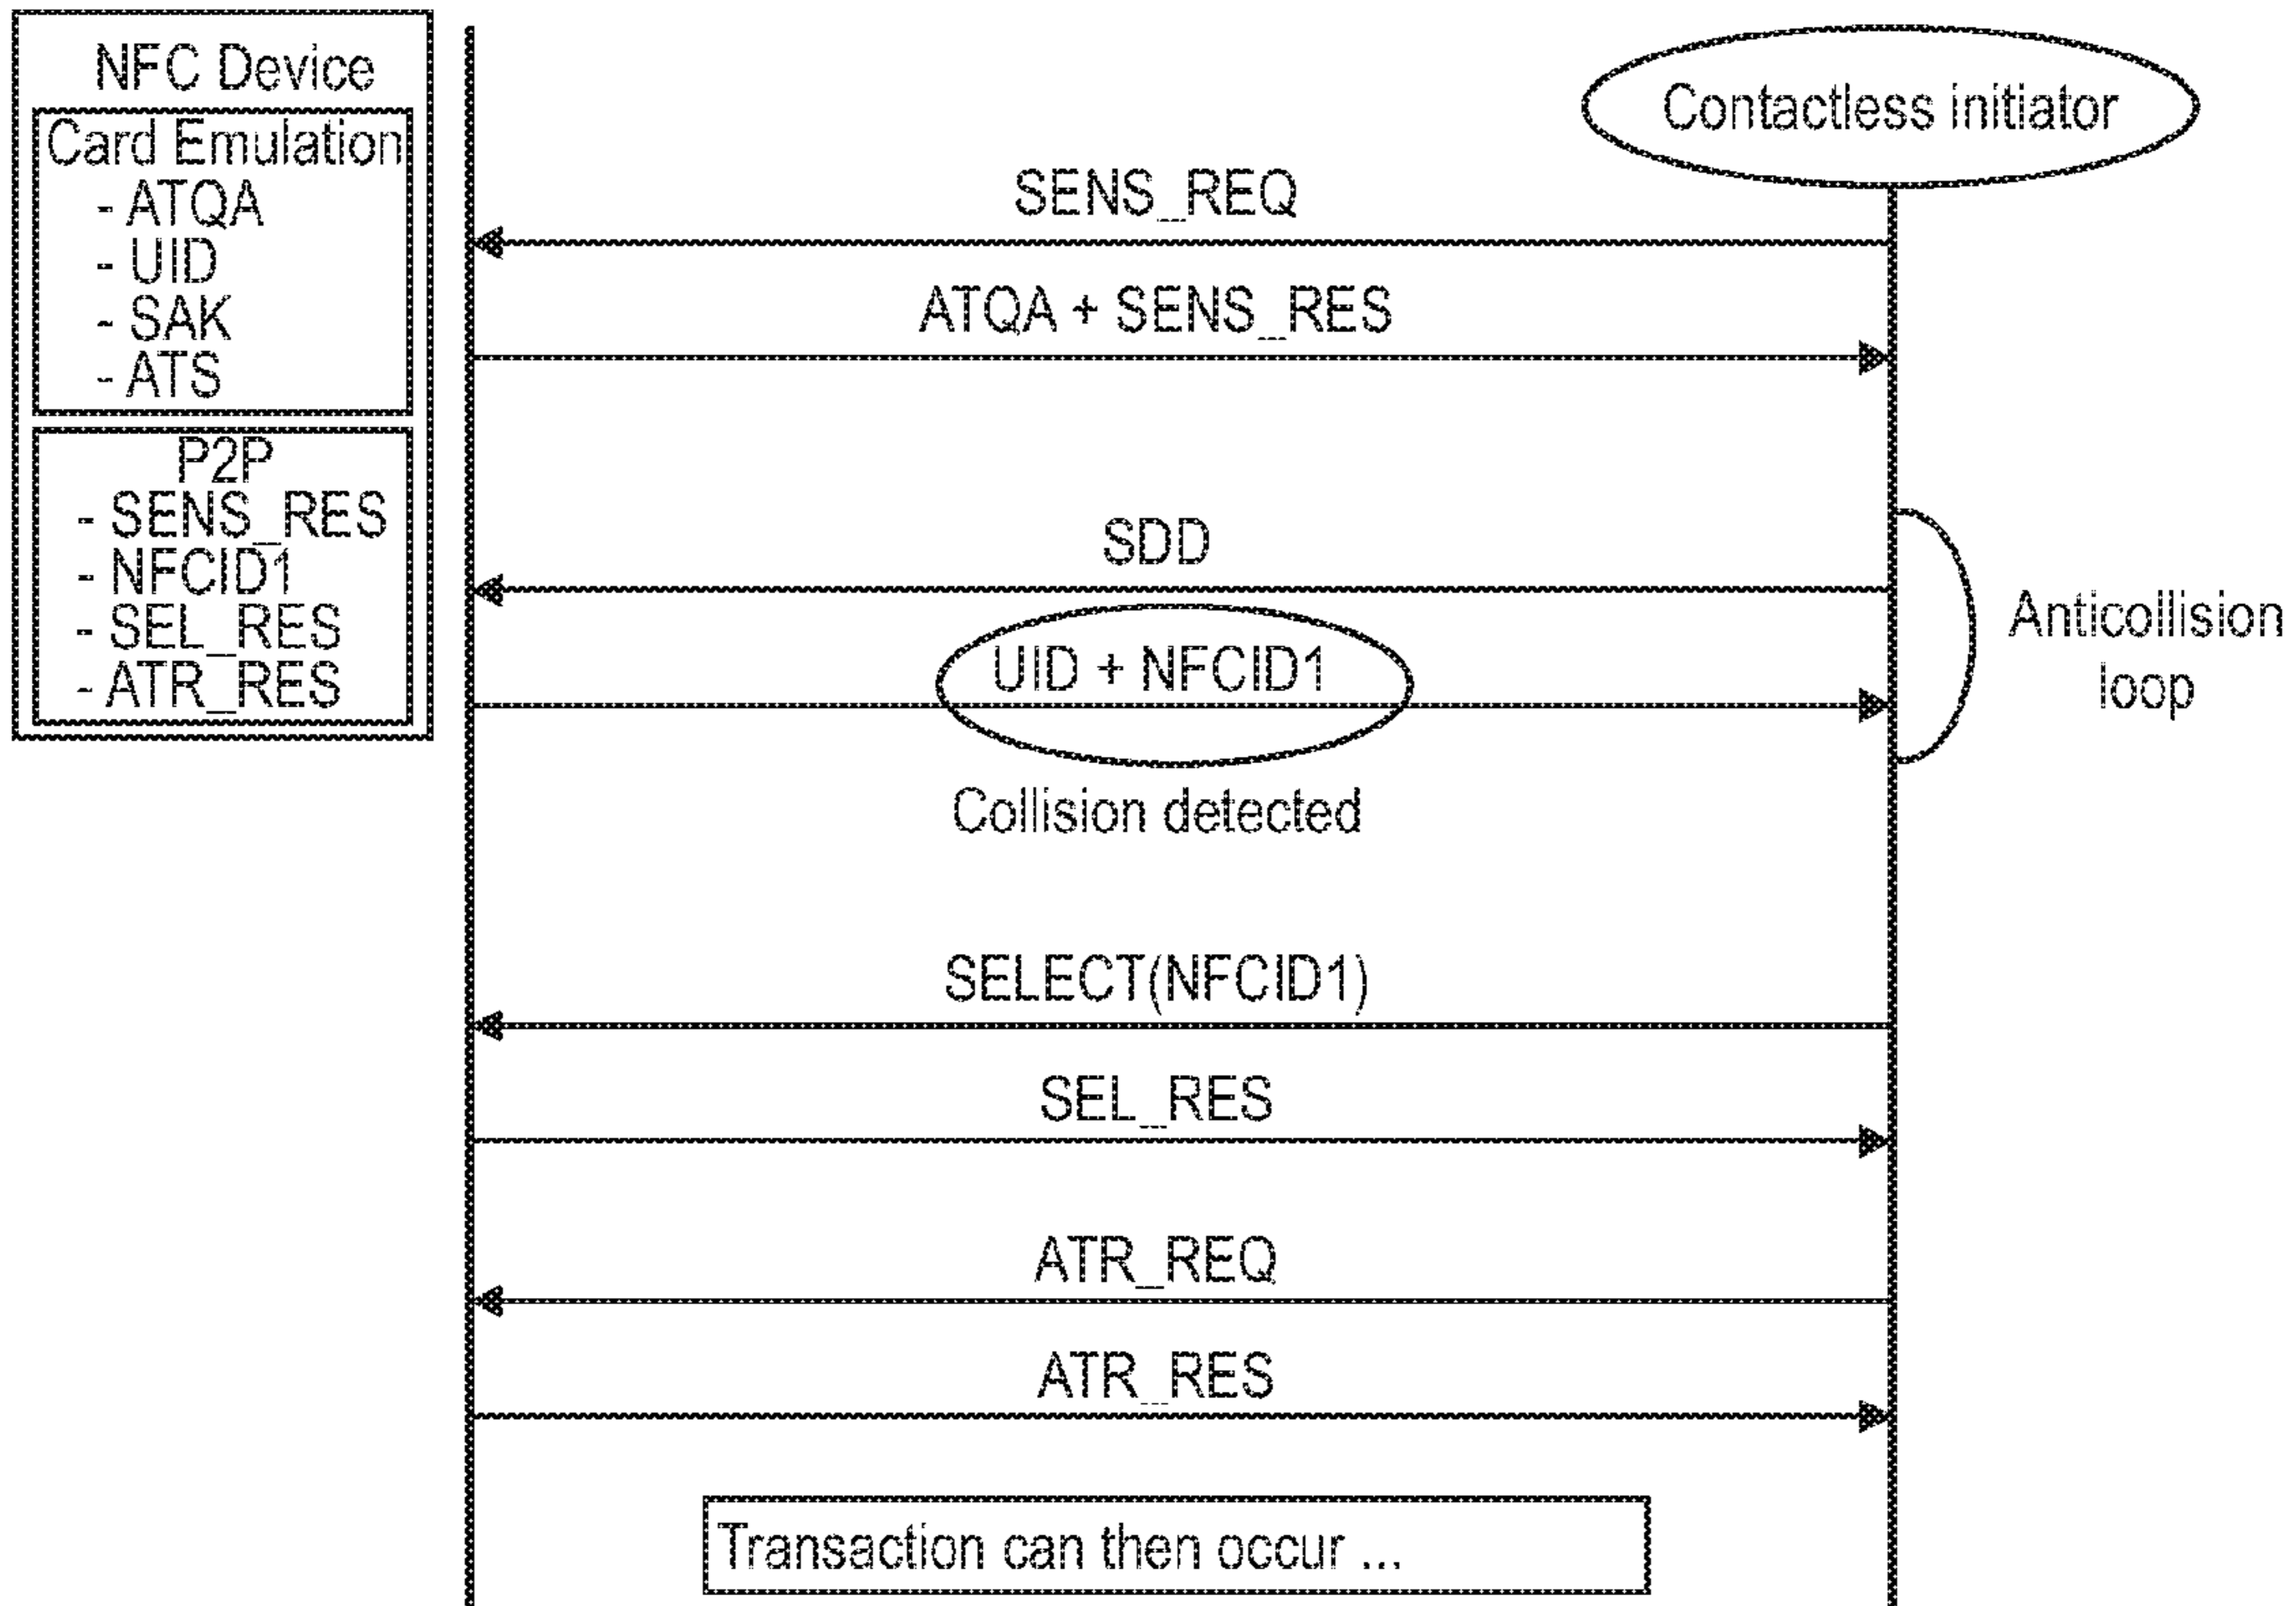 NFC Device
Card Emulation
- ATQA
- UID
- SAK
- ATS
P2P
- SENS_RES
- NFCID1
- SEL_RES
- ATR_RES
Contactless initiator
SENS_REQ
ATQA + SENS_RES
SDD
UID + NFCID1
Collision detected
Anticollision
loop
SELECT(NFCID1)
SEL_RES
ATR_REQ
ATR_RES
Transaction can then occur ...